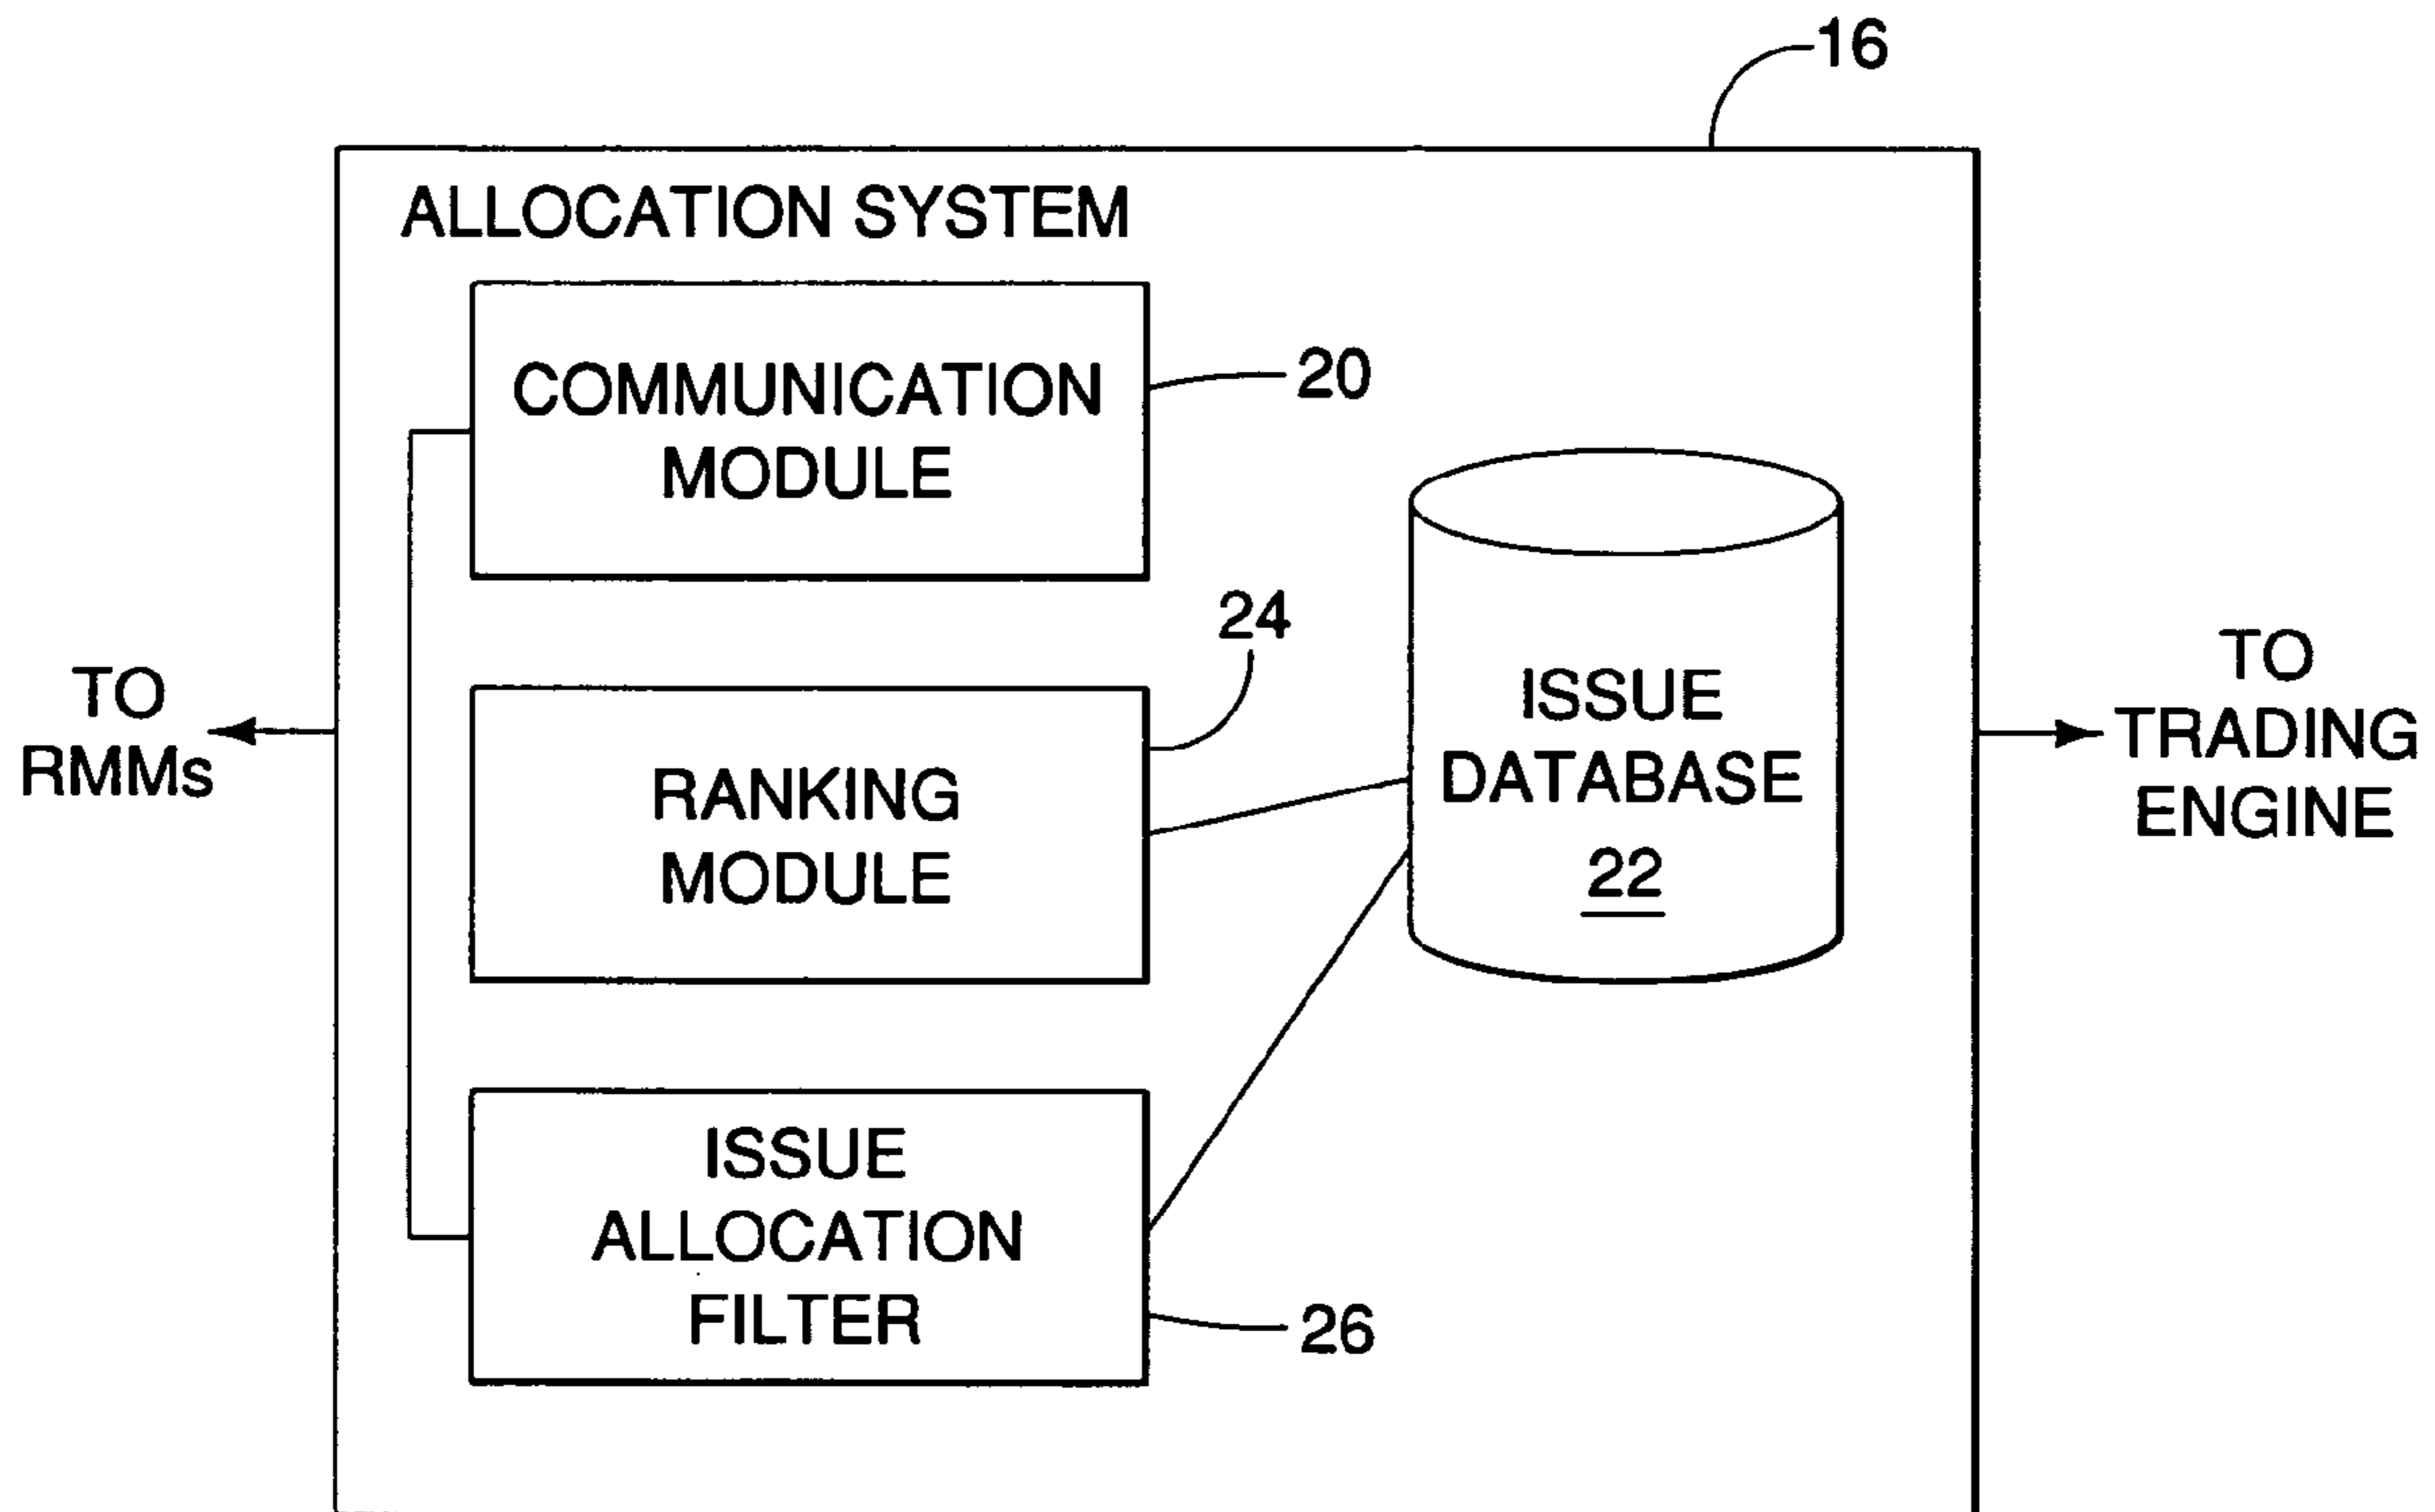 16
ALLOCATION SYSTEM
COMMUNICATION
MODULE
20
24
RANKING
MODULE
ISSUE
DATABASE
22
ISSUE
ALLOCATION
FILTER
26
TO
RMMs
TO
TRADING
ENGINE